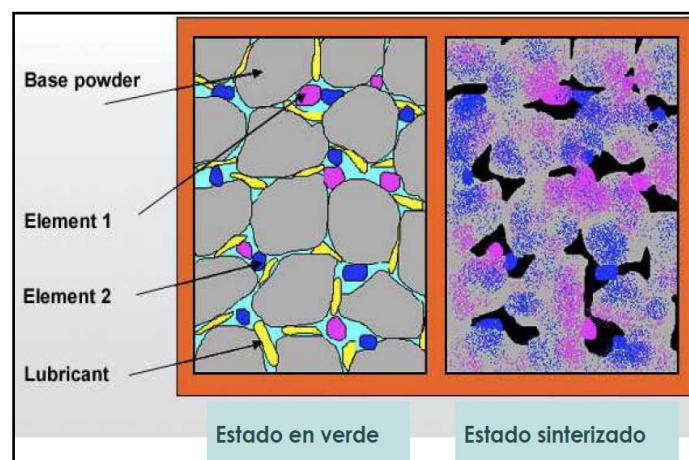 Base powder
Element 1
Element 2
Lubricant
Estado en verde
Estado sinterizado